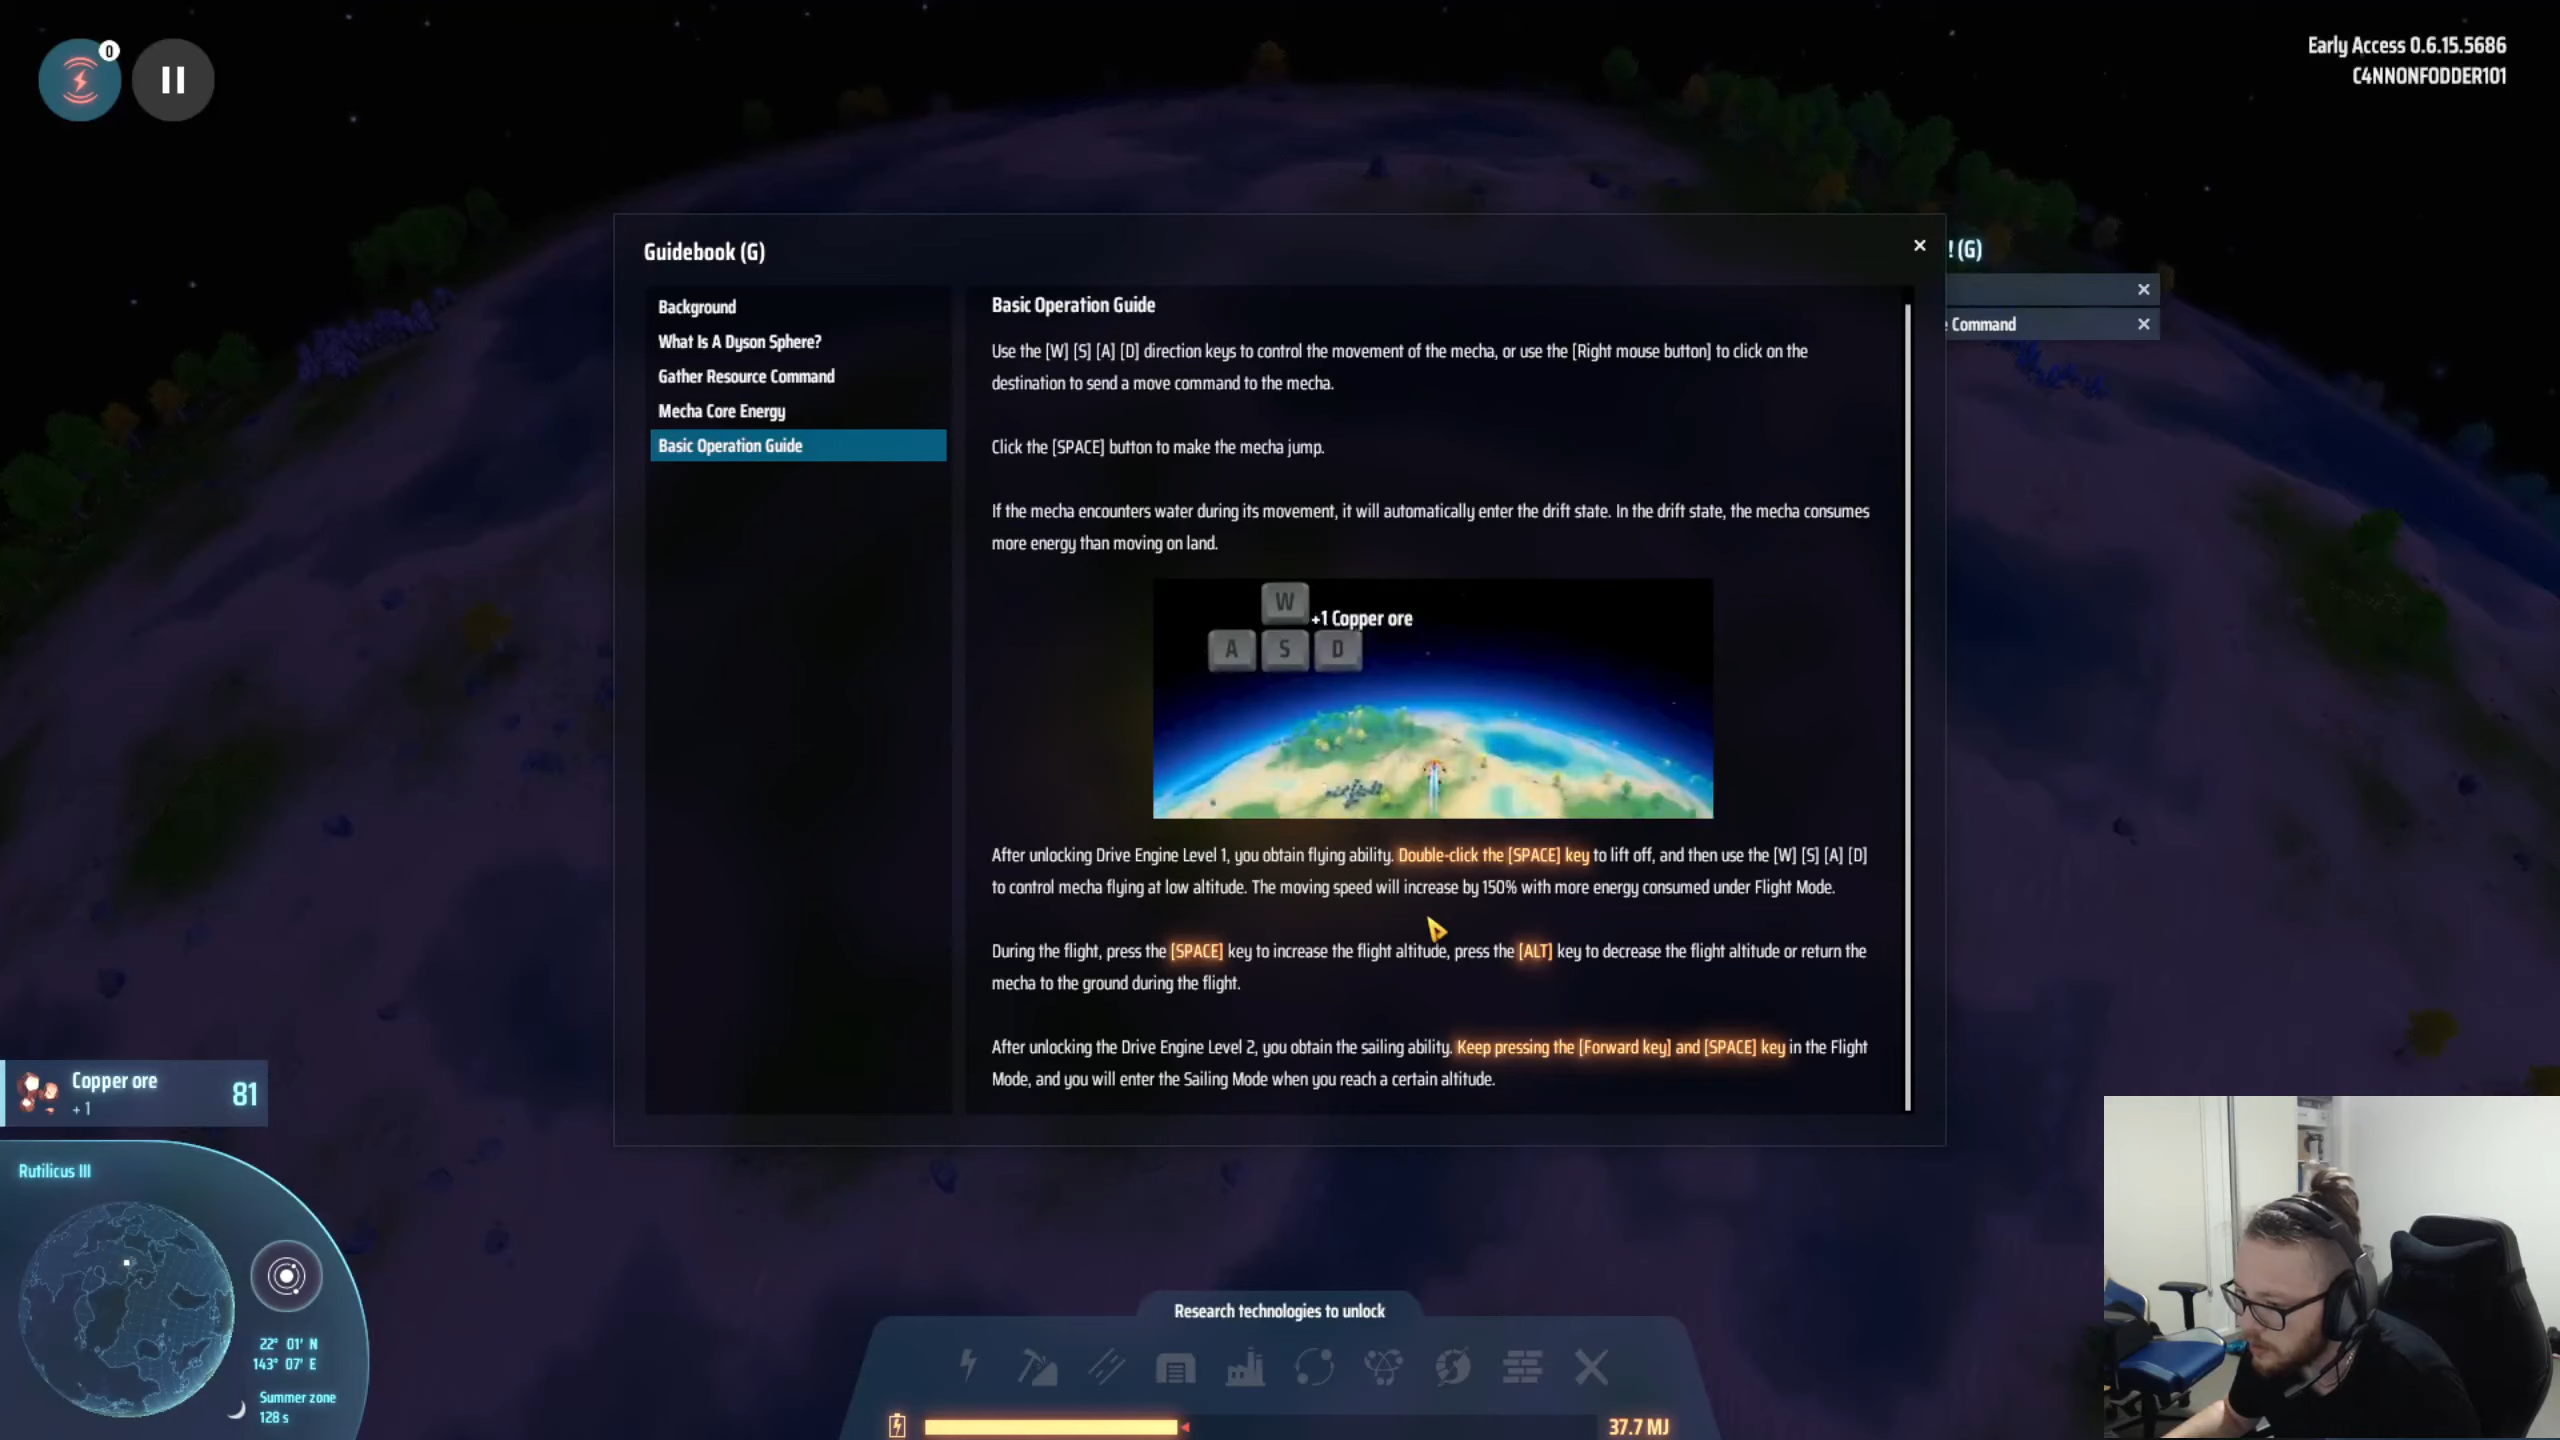 0
Early Access 0.6.15.5686
C4NNONFODDER101
Guidebook (G)
! (G)
Command
Background
What Is A Dyson Sphere?
Gather Resource Command
Mecha Core Energy
Basic Operation Guide
Basic Operation Guide
Use the [W] [S] [A] [D] direction keys to control the movement of the mecha, or use the [Right mouse button] to click on the
destination to send a move command to the mecha.
Click the [SPACE] button to make the mecha jump.
If the mecha encounters water during its movement, it will automatically enter the drift state. In the drift state, the mecha consumes
more energy than moving on land.
W
+1 Copper ore
A S D
After unlocking Drive Engine Level 1, you obtain flying ability. Double-click the [SPACE] key to lift off, and then use the [W] [S] [A] [D]
to control mecha flying at low altitude. The moving speed will increase by 150% with more energy consumed under Flight Mode.
During the flight, press the [SPACE] key to increase the flight altitude, press the [ALT] key to decrease the flight altitude or return the
mecha to the ground during the flight.
After unlocking the Drive Engine Level 2, you obtain the sailing ability. Keep pressing the [Forward key] and [SPACE] key in the Flight
Mode, and you will enter the Sailing Mode when you reach a certain altitude.
Copper ore
+ 1
81
Rutilicus III
22° 01' N
143° 07' E
Summer zone
128 s
Research technologies to unlock
37.7 MJ